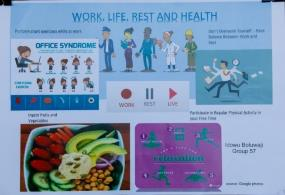 WORK, LIFE, REST AND HEALTH
Perform short exercises while at work
OFFICE SYNDROME
Don't Overwork Yourself - Have
Balance Between Work and
Rest
WORK
REST
LIVE
Ingest Fruits and
Vegetables
Participate in Regular Physical Activity in
your Free Time
relaxation
Idowu Boluwaji
Group 57
source: Google photos